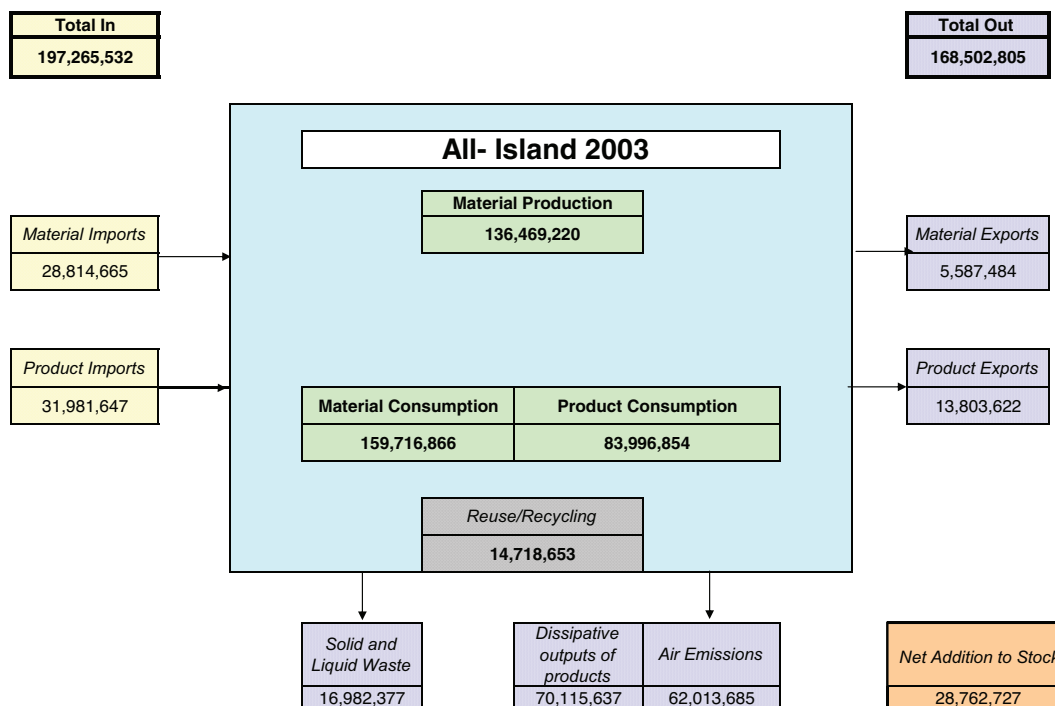 Total In
197,265,532
Total Out
168,502,805
All- Island 2003
Material Production
136,469,220
Material Imports
28,814,665
Material Exports
5,587,484
Product Imports
31,981,647
Product Exports
13,803,622
Material Consumption
159,716,866
Product Consumption
83,996,854
Reuse/Recycling
14,718,653
Solid and
Liquid Waste
16,982,377
Dissipative
outputs of
products
70,115,637
Air Emissions
62,013,685
Net Addition to Stock
28,762,727